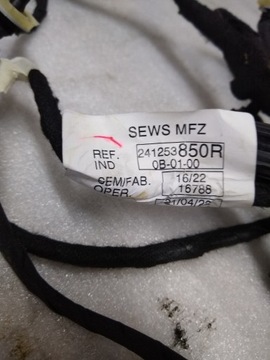 SEWS MFZ
REF. 241253850R
IND 0B-01-00
SEM/FAB. 16/22
OPER 16788